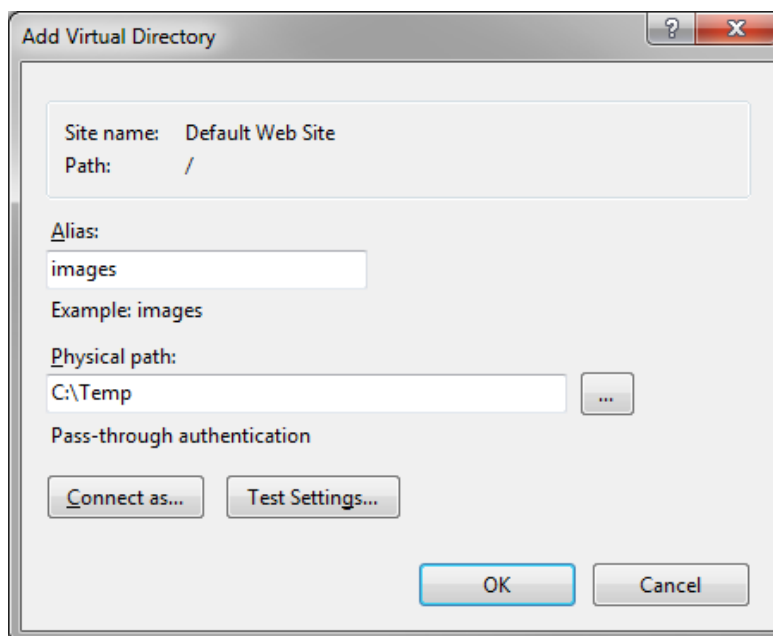 Add Virtual Directory
Site name: Default Web Site
Path: /
Alias:
images
Example: images
Physical path:
C:\Temp
...
Pass-through authentication
Connect as... Test Settings...
OK Cancel